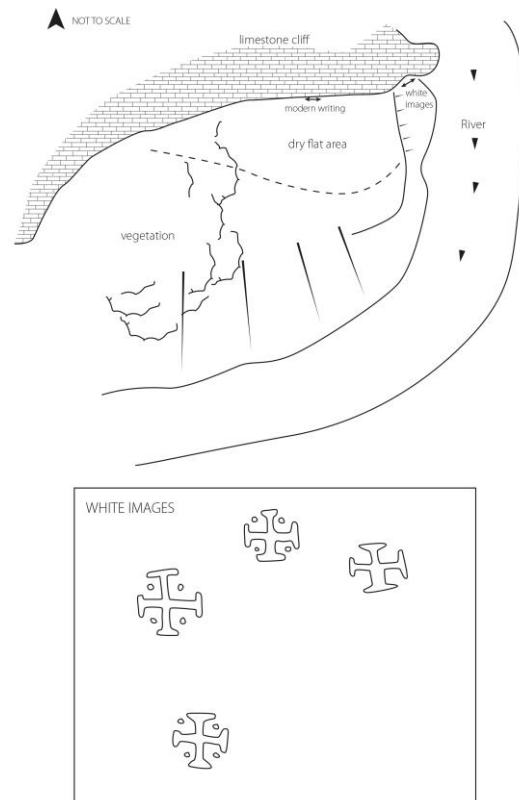 NOT TO SCALE
limestone cliff
white
images
modern writing
River
dry flat area
vegetation
WHITE IMAGES